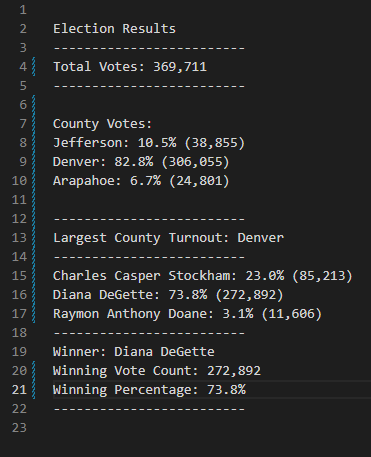 1
2 Election Results
3 -------------------------
4 Total Votes: 369,711
5 -------------------------
6
7 County Votes:
8 Jefferson: 10.5% (38,855)
9 Denver: 82.8% (306,055)
10 Arapahoe: 6.7% (24,801)
11
12 -------------------------
13 Largest County Turnout: Denver
14 -------------------------
15 Charles Casper Stockham: 23.0% (85,213)
16 Diana DeGette: 73.8% (272,892)
17 Raymon Anthony Doane: 3.1% (11,606)
18 -------------------------
19 Winner: Diana DeGette
20 Winning Vote Count: 272,892
21 Winning Percentage: 73.8%
22 -------------------------
23